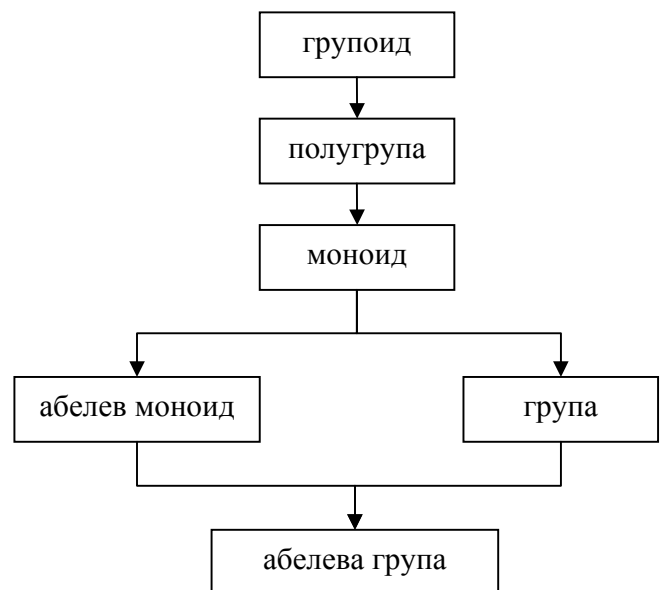 групоид
полугрупа
моноид
абелев моноид
група
абелева група